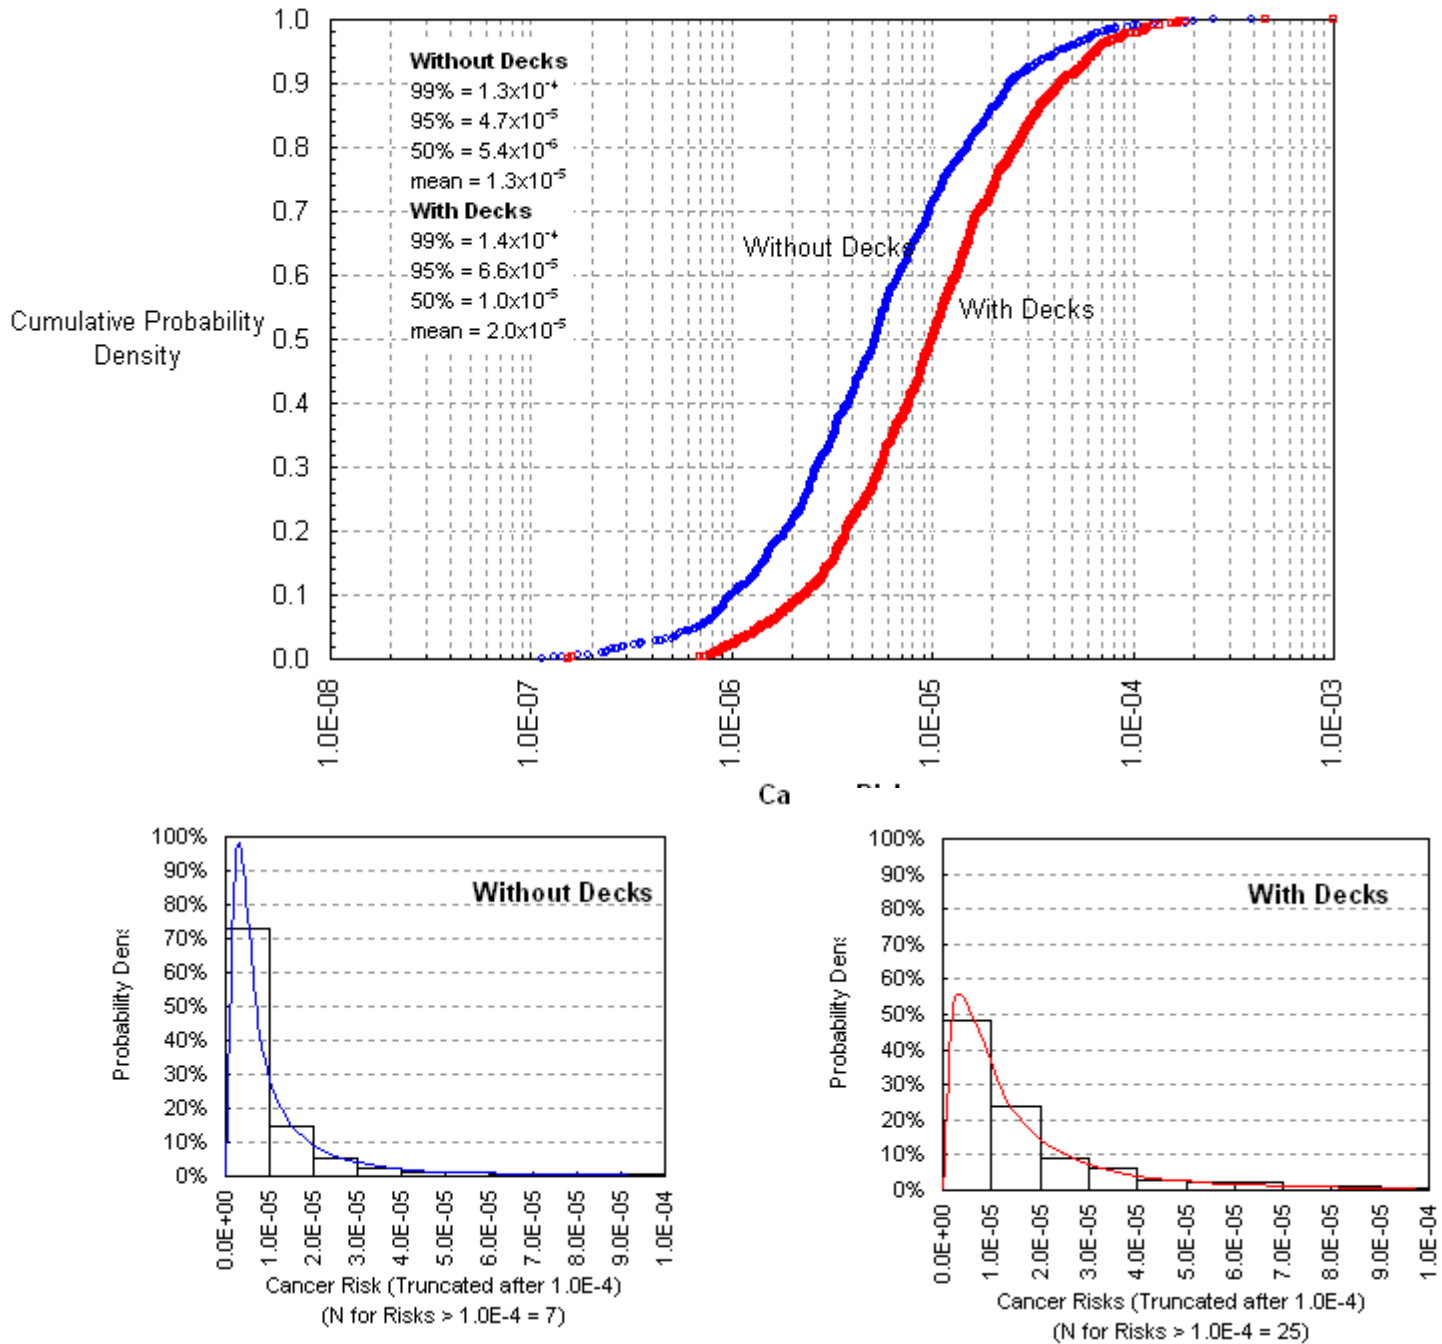 1.0
0.9
0.8
0.7
0.6
0.5
0.4
0.3
0.2
0.1
0.0
Cumulative Probability
Density
Without Decks
99% = 1.3x10⁻⁴
95% = 4.7x10⁻⁵
50% = 5.4x10⁻⁶
mean = 1.3x10⁻⁵
With Decks
99% = 1.4x10⁻⁴
95% = 6.6x10⁻⁵
50% = 1.0x10⁻⁵
mean = 2.0x10⁻⁵
Without Decks
With Decks
1.0E-08
1.0E-07
1.0E-06
1.0E-05
1.0E-04
1.0E-03
Ca
100%
90%
80%
70%
60%
50%
40%
30%
20%
10%
0%
Probability Dens
Without Decks
0.0E+00
1.0E-05
2.0E-05
3.0E-05
4.0E-05
5.0E-05
6.0E-05
7.0E-05
8.0E-05
9.0E-05
1.0E-04
Cancer Risk (Truncated after 1.0E-4)
(N for Risks > 1.0E-4 = 7)
100%
90%
80%
70%
60%
50%
40%
30%
20%
10%
0%
Probability Dens
With Decks
0.0E+00
1.0E-05
2.0E-05
3.0E-05
4.0E-05
5.0E-05
6.0E-05
7.0E-05
8.0E-05
9.0E-05
1.0E-04
Cancer Risks (Truncated after 1.0E-4)
(N for Risks > 1.0E-4 = 25)